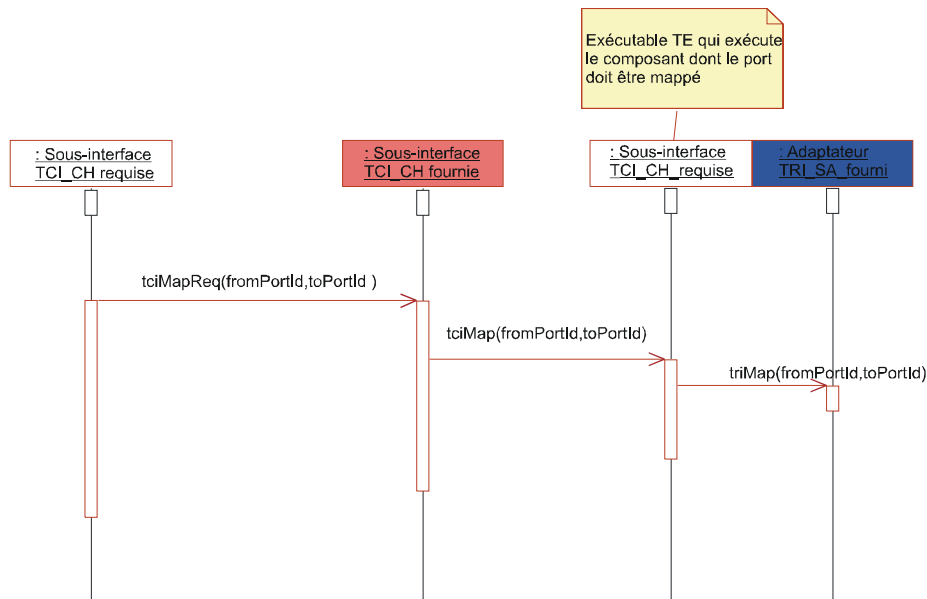 Exécutable TE qui exécute
le composant dont le port
doit être mappé
: Sous-interface
TCI_CH requise
: Sous-interface
TCI_CH fournie
: Sous-interface
TCI_CH_requise
: Adaptateur
TRI_SA_fourni
tciMapReq(fromPortId,toPortId )
tciMap(fromPortId,toPortId)
triMap(fromPortId,toPortId)